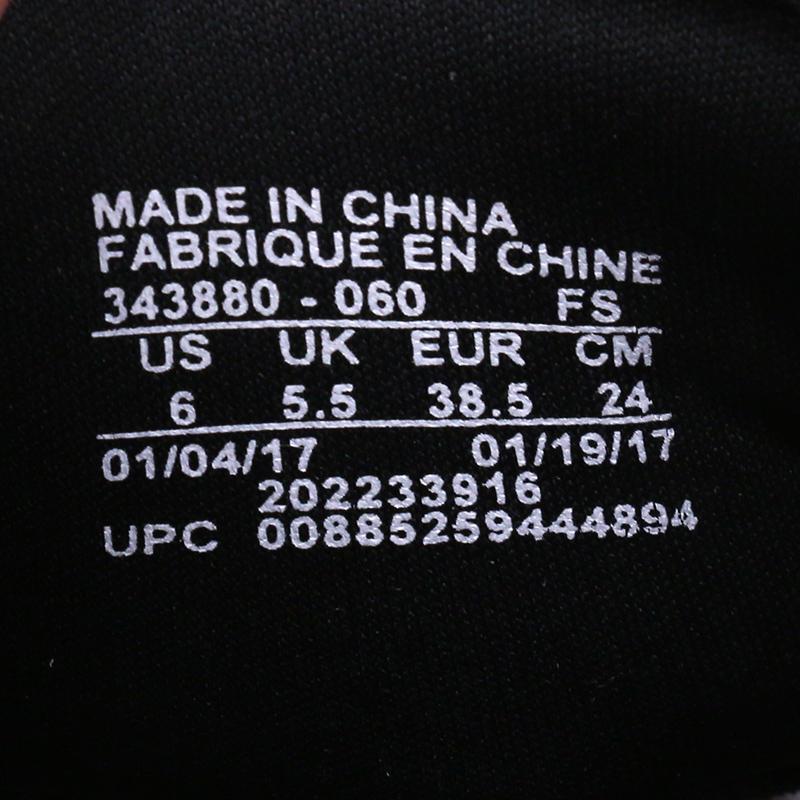 MADE IN CHINA
FABRIQUE EN CHINE
343880 - 060 FS
US UK EUR CM
6 5.5 38.5 24
01/04/17 01/19/17
202233916
UPC 00885259444894